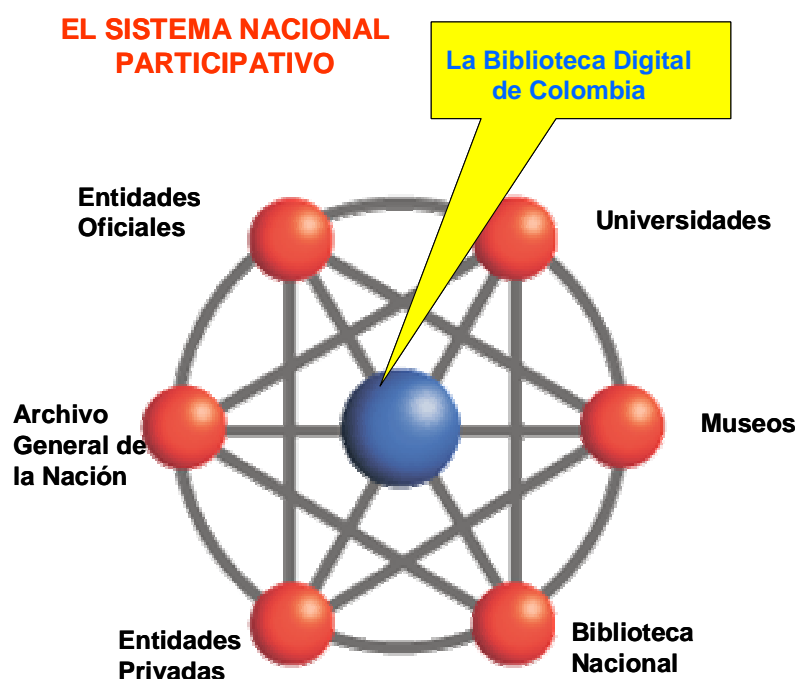 EL SISTEMA NACIONAL
PARTICIPATIVO
La Biblioteca Digital
de Colombia
Entidades
Oficiales
Universidades
Archivo
General de
la Nación
Museos
Entidades
Privadas
Biblioteca
Nacional